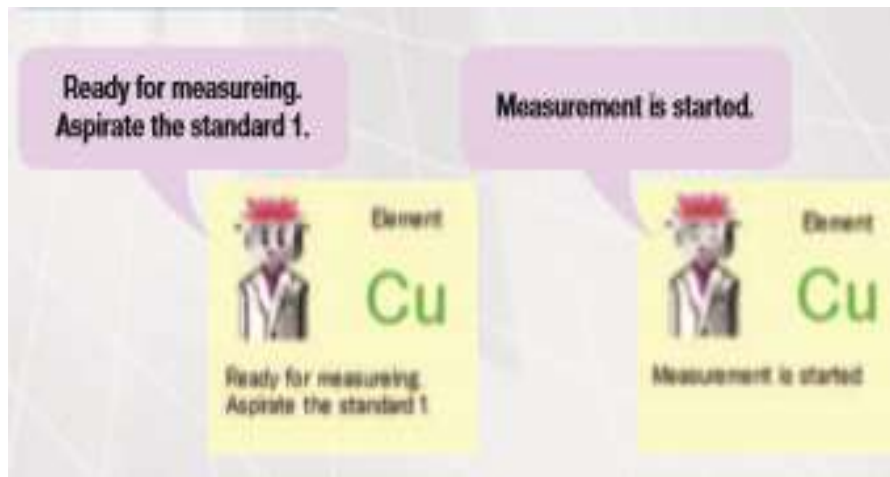 Ready for measureing.
Aspirate the standard 1.
Measurement is started.
Element
Cu
Ready for measureing.
Aspirate the standard 1
Element
Cu
Measurement is started